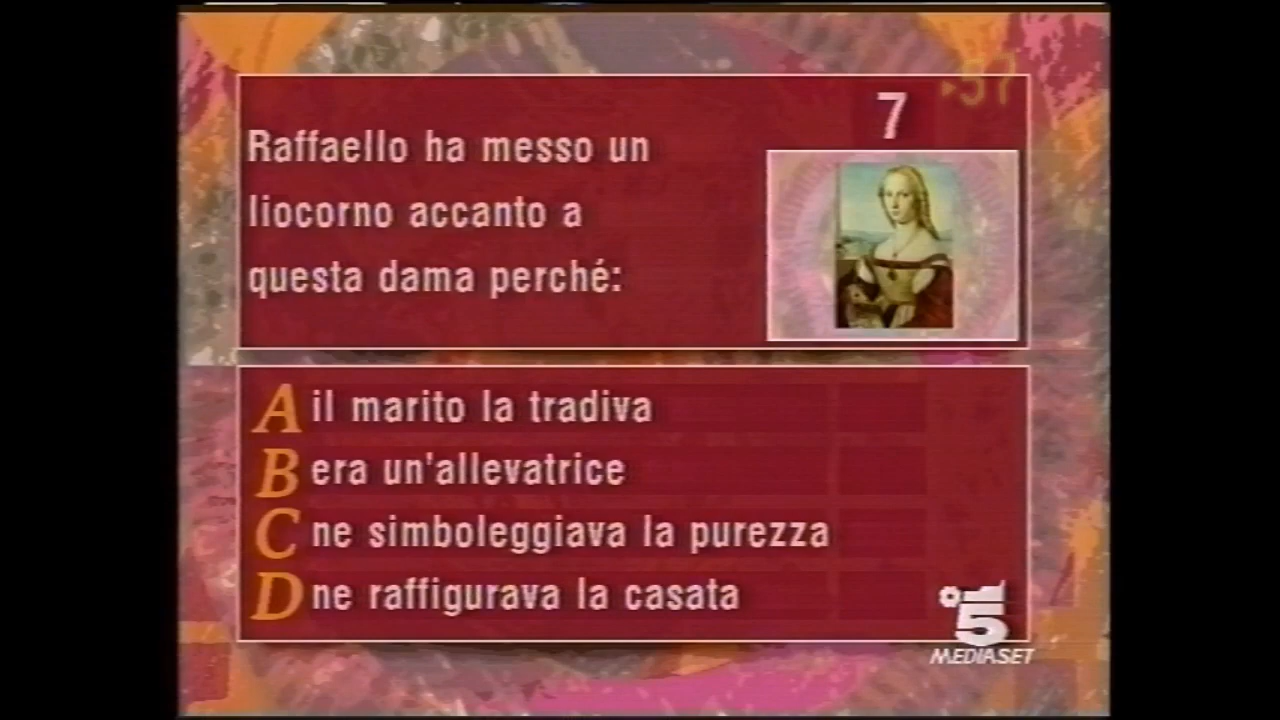 7
Raffaello ha messo un
liocorno accanto a
questa dama perché:
A il marito la tradiva
B era un'allevatrice
C ne simboleggiava la purezza
D ne raffigurava la casata
5
MEDIASET